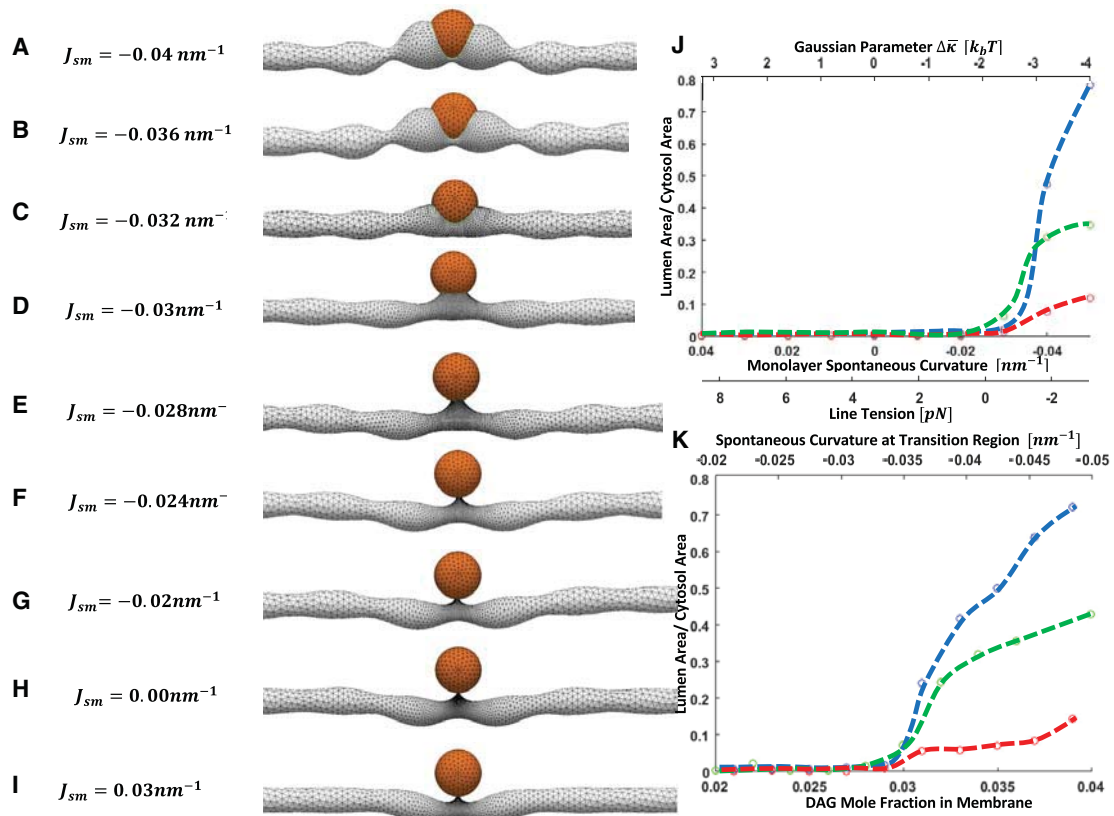 A
J_sm = −0.04 nm⁻¹
B
J_sm = −0.036 nm⁻¹
C
J_sm = −0.032 nm⁻
D
J_sm = −0.03nm⁻¹
E
J_sm = −0.028nm⁻
F
J_sm = −0.024nm⁻
G
J_sm= −0.02nm⁻¹
H
J_sm = 0.00nm⁻¹
I
J_sm = 0.03nm⁻¹
J
Gaussian Parameter Δκ̅ [k_bT]
3 2 1 0 -1 -2 -3 -4
Lumen Area/ Cytosol Area
0.8
0.7
0.6
0.5
0.4
0.3
0.2
0.1
0
0.04 0.02 0 -0.02 -0.04
Monolayer Spontaneous Curvature [nm⁻¹]
8 6 4 2 0 -2
Line Tension [pN]
K
Spontaneous Curvature at Transition Region [nm⁻¹]
-0.02 -0.025 -0.03 -0.035 -0.04 -0.045 -0.05
Lumen Area/ Cytosol Area
0.8
0.7
0.6
0.5
0.4
0.3
0.2
0.1
0
0.02 0.025 0.03 0.035 0.04
DAG Mole Fraction in Membrane